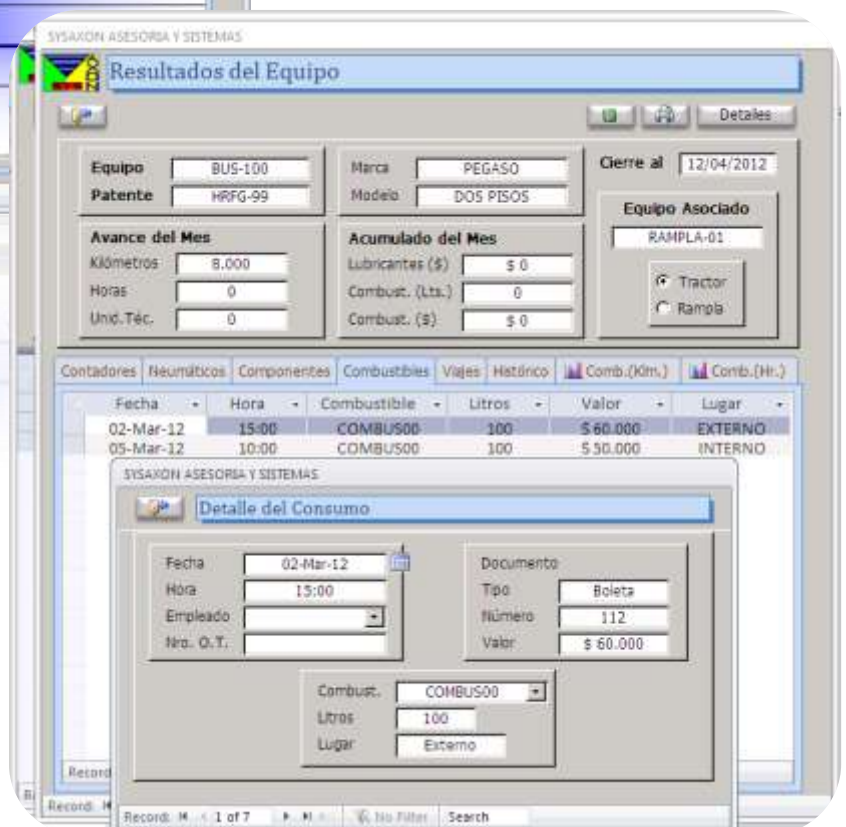 SYSAXON ASESORIA Y SISTEMAS
Resultados del Equipo
Detalles
Equipo BUS-100 Marca PEGASO Cierre al 12/04/2012
Patente HRFG-99 Modelo DOS PISOS
Equipo Asociado
RAMPLA-01
Avance del Mes Acumulado del Mes
Kilómetros 8.000 Lubricantes ($) $ 0
Horas 0 Combust. (Lts.) 0 Tractor
Unid.Téc. 0 Combust. ($) $ 0 Rampla
Contadores Neumáticos Componentes Combustibles Viajes Histórico Comb.(Klm.) Comb.(Hr.)
Fecha Hora Combustible Litros Valor Lugar
02-Mar-12 15:00 COMBUS00 100 $ 60.000 EXTERNO
05-Mar-12 10:00 COMBUS00 100 $ 50.000 INTERNO
SYSAXON ASESORIA Y SISTEMAS
Detalle del Consumo
Fecha 02-Mar-12 Documento
Hora 15:00 Tipo Boleta
Empleado Número 112
Nro. O.T. Valor $ 60.000
Combust. COMBUS00
Litros 100
Lugar Externo
Record:
Record: 1 of 7 No Filter Search